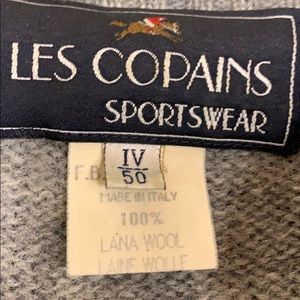 LES COPAINS
SPORTSWEAR
IV
50
F.B.
MADE IN ITALY
100%
LANA WOOL
LAINE WOLLE